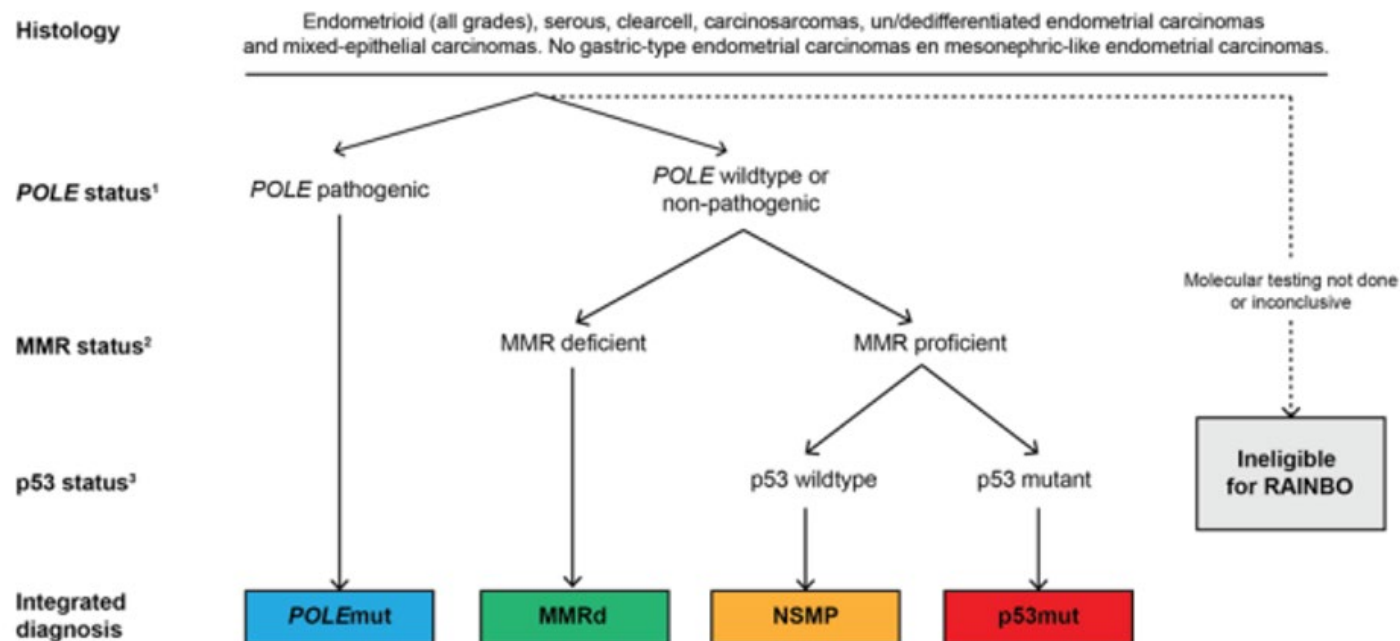 Histology
Endometrioid (all grades), serous, clearcell, carcinosarcomas, un/dedifferentiated endometrial carcinomas
and mixed-epithelial carcinomas. No gastric-type endometrial carcinomas en mesonephric-like endometrial carcinomas.
POLE status¹
POLE pathogenic
POLE wildtype or
non-pathogenic
Molecular testing not done
or inconclusive
MMR status²
MMR deficient
MMR proficient
p53 status³
p53 wildtype
p53 mutant
Ineligible
for RAINBO
Integrated
diagnosis
POLEmut
MMRd
NSMP
p53mut